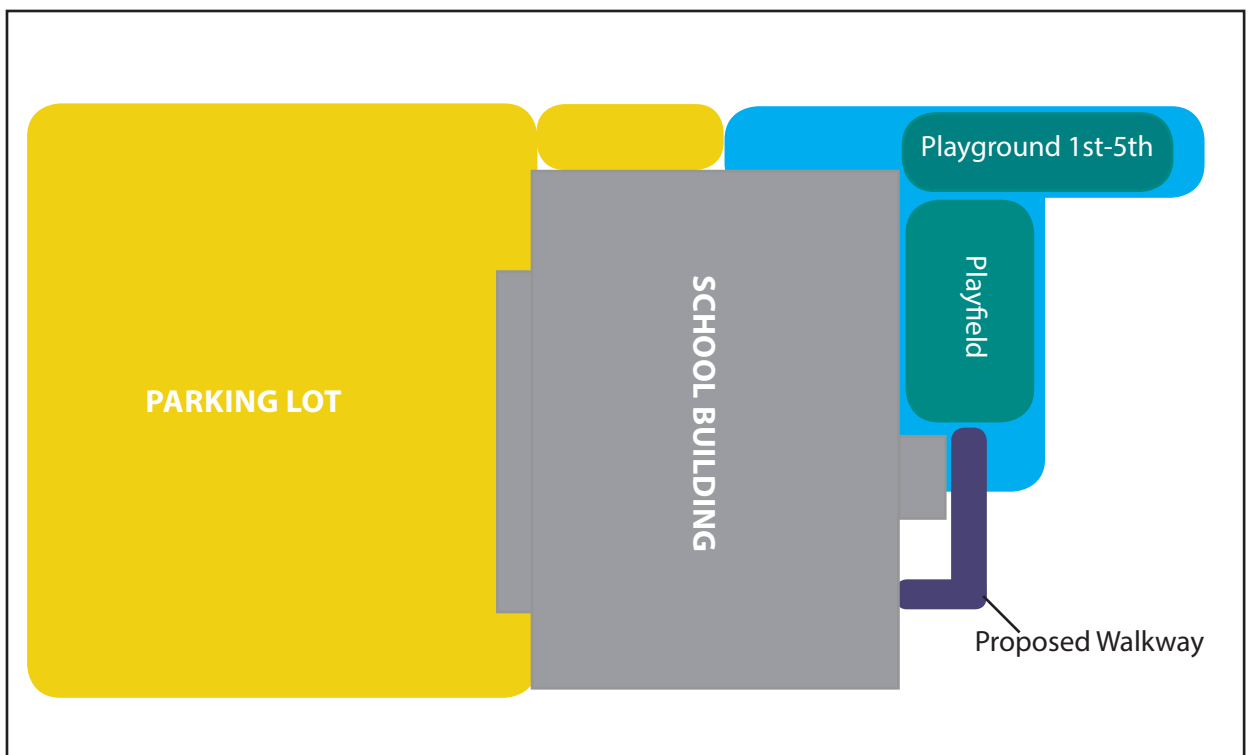 Playground 1st-5th
Playfield
SCHOOL BUILDING
PARKING LOT
Proposed Walkway